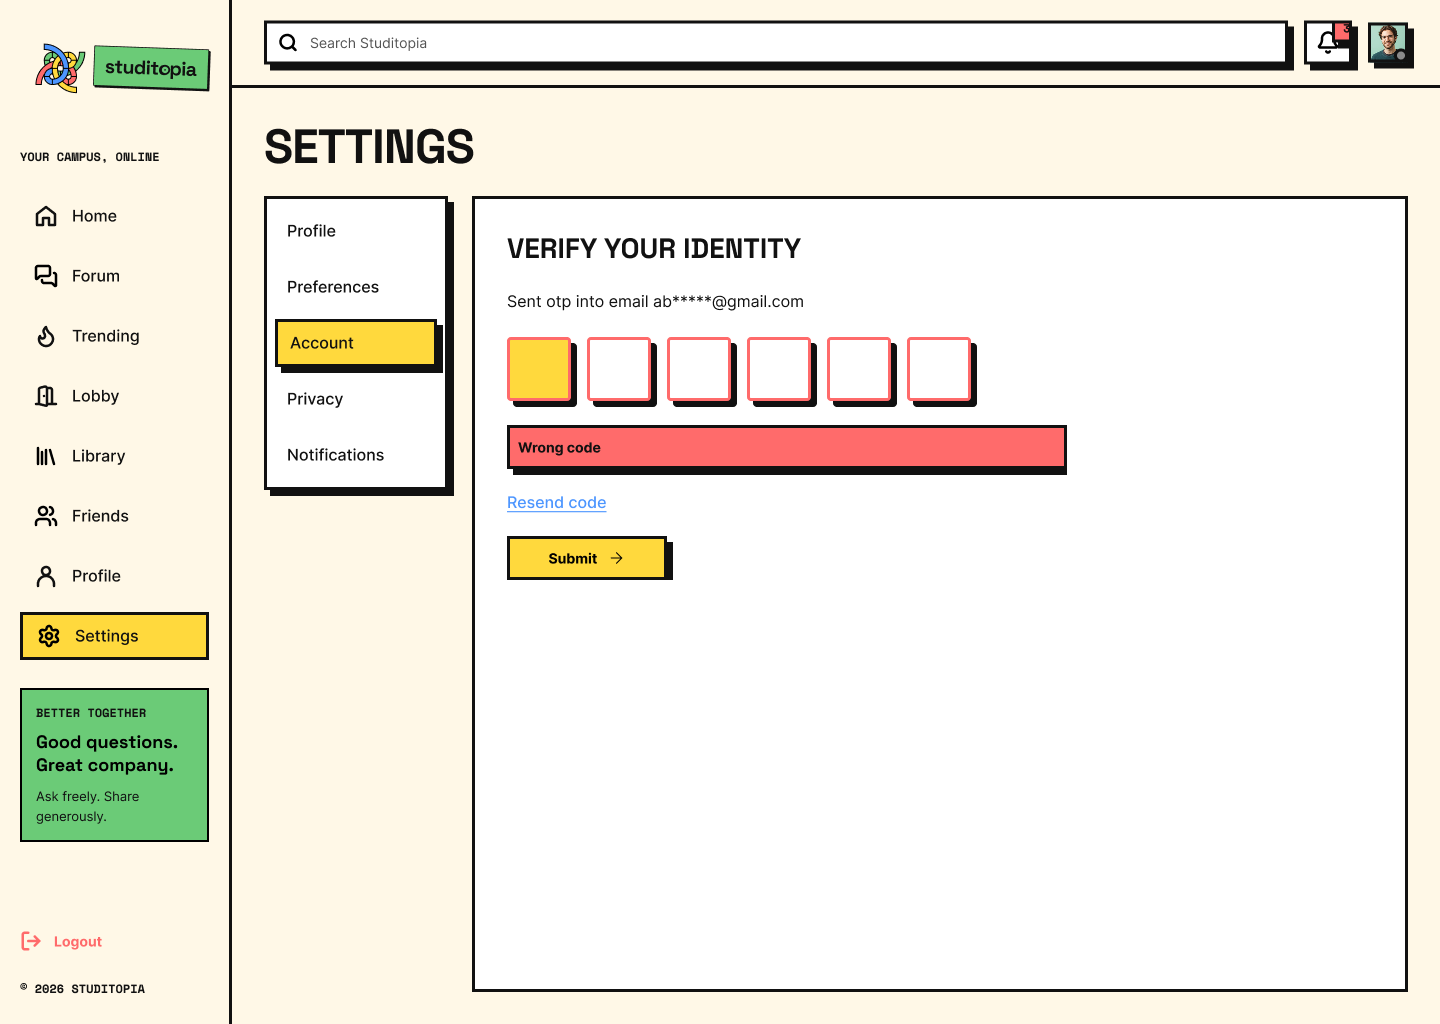 studitopia
YOUR CAMPUS, ONLINE
Home
Forum
Trending
Lobby
Library
Friends
Profile
Settings
BETTER TOGETHER
Good questions.
Great company.
Ask freely. Share
generously.
Logout
© 2026 STUDITOPIA
Search Studitopia
3
SETTINGS
Profile
Preferences
Account
Privacy
Notifications
VERIFY YOUR IDENTITY
Sent otp into email ab*****@gmail.com
Wrong code
Resend code
Submit